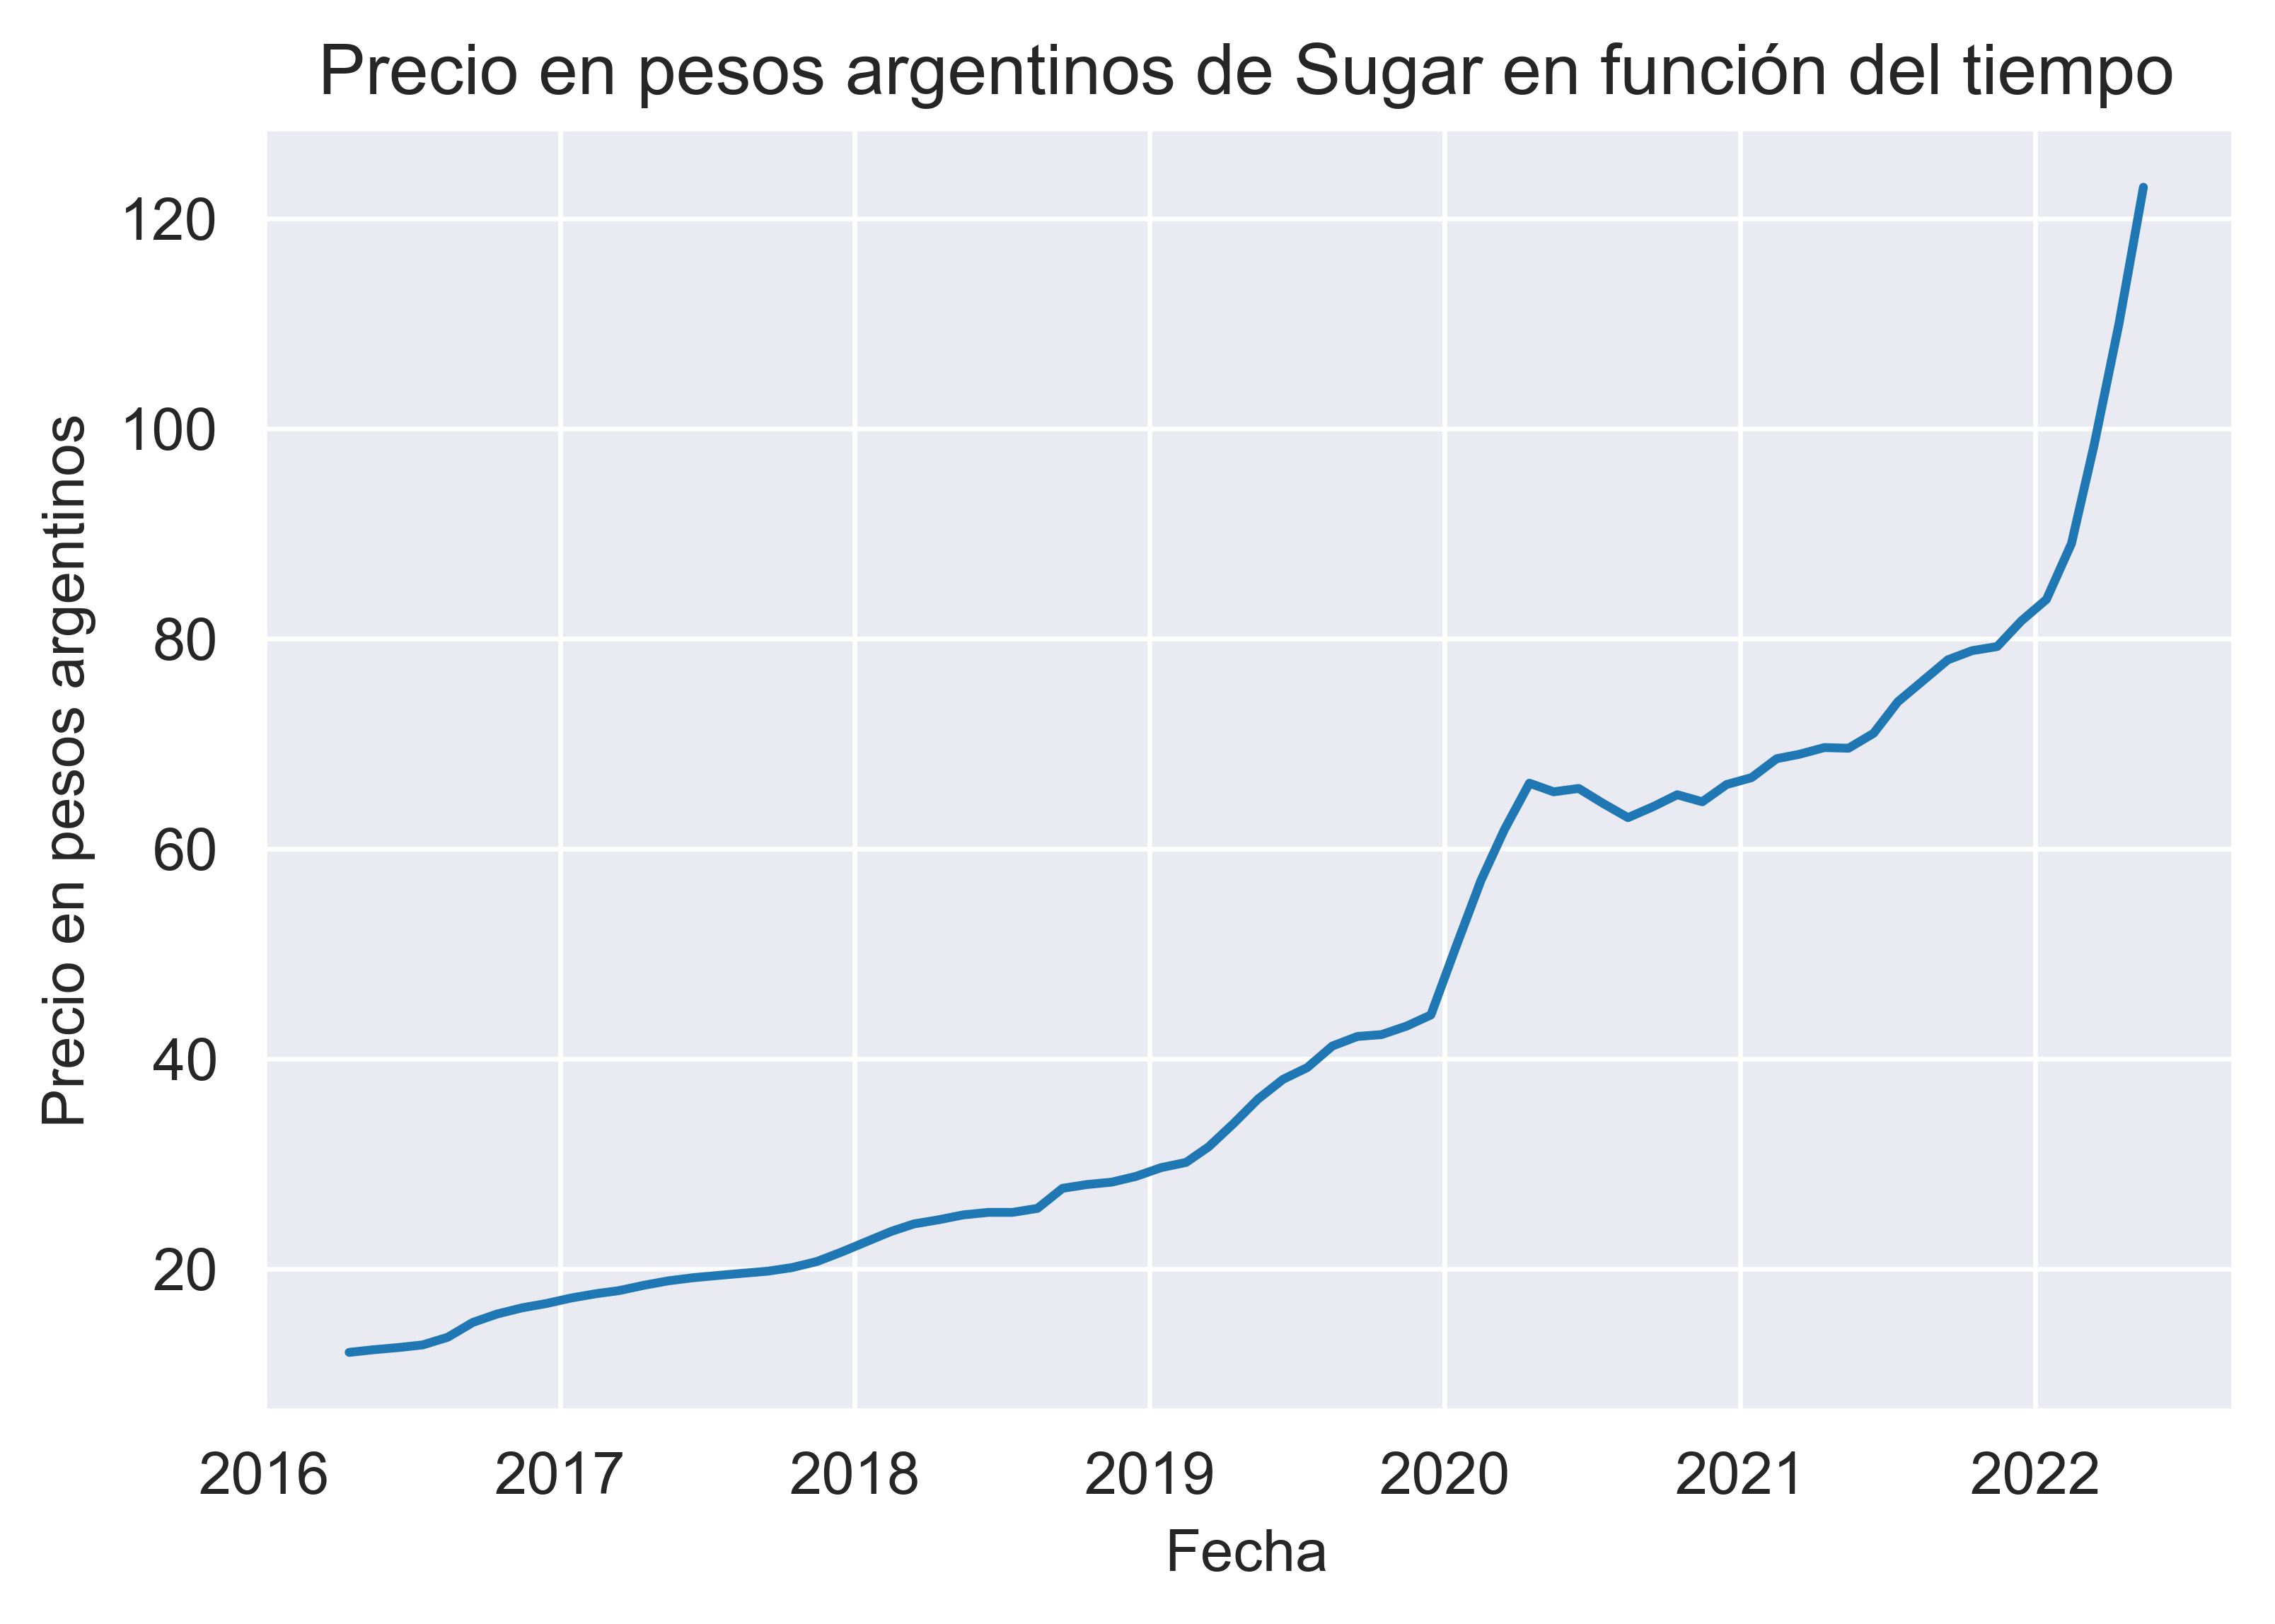 Precio en pesos argentinos de Sugar en función del tiempo
Precio en pesos argentinos
120
100
80
60
40
20
2016 2017 2018 2019 2020 2021 2022
Fecha